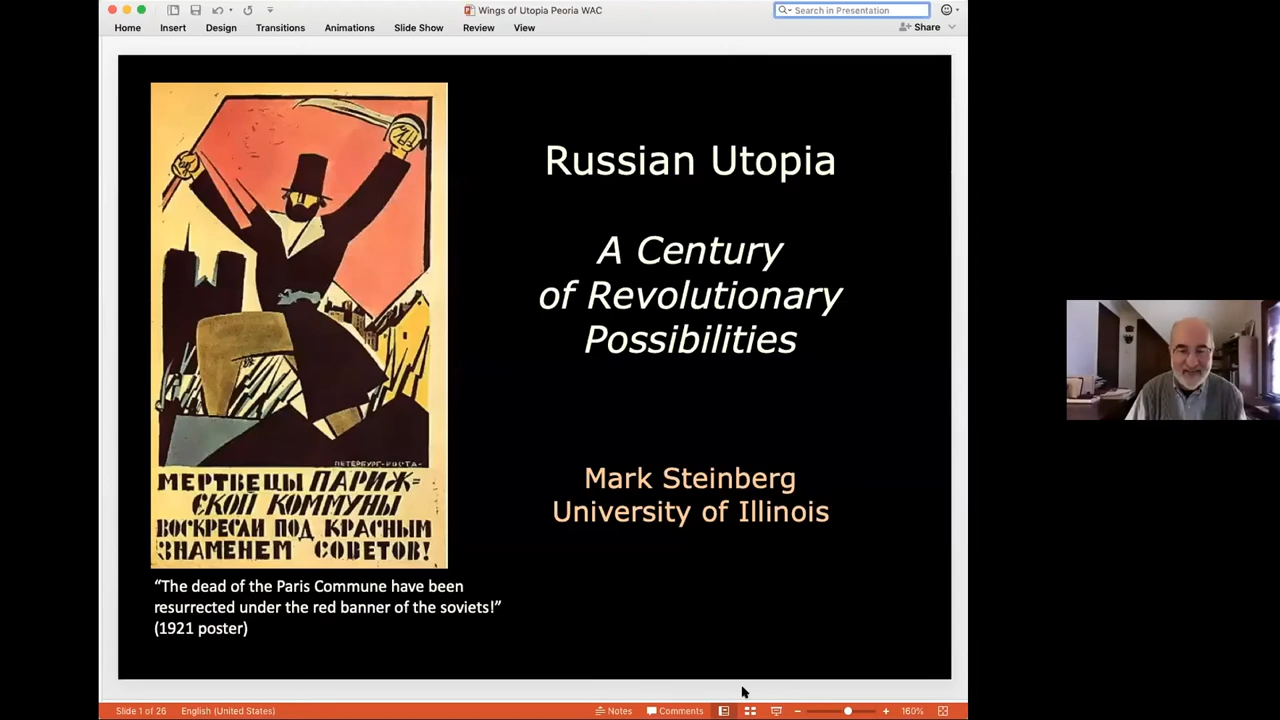 Wings of Utopia Peoria WAC
Search in Presentation
Home Insert Design Transitions Animations Slide Show Review View
Share
Russian Utopia
A Century
of Revolutionary
Possibilities
Mark Steinberg
University of Illinois
ПЕТЕРБУРГ-РОСТА-
МЕРТВЕЦЫ ПАРИЖ=
СКОЙ КОММУНЫ
ВОСКРЕСЛИ ПОД КРАСНЫМ
ЗНАМЕНЕМ СОВЕТОВ!
“The dead of the Paris Commune have been
resurrected under the red banner of the soviets!”
(1921 poster)
Slide 1 of 26 English (United States) Notes Comments 160%